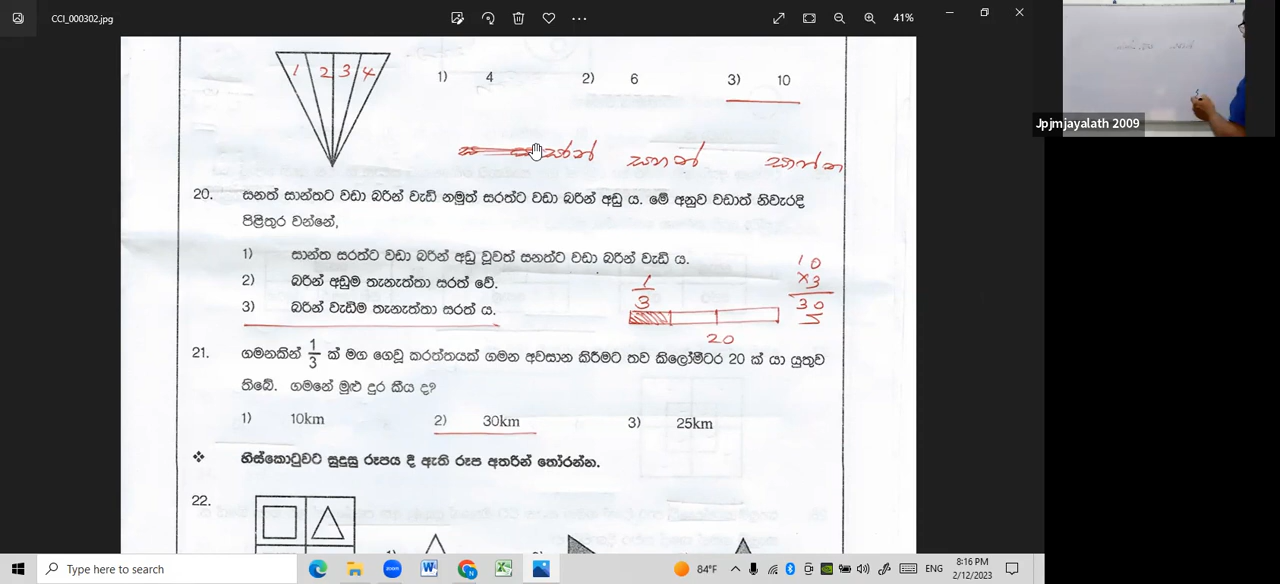 CCI_000302.jpg
41%
Jpjmjayalath 2009
1 2 3 4
1) 4 2) 6 3) 10
සරත් සනත් සාන්ත
20. සනත් සාන්තට වඩා බරින් වැඩි නමුත් සරත්ට වඩා බරින් අඩු ය. මේ අනුව වඩාත් නිවැරදි
පිළිතුර වන්නේ,
1) සාන්ත සරත්ට වඩා බරින් අඩු වූවත් සනත්ට වඩා බරින් වැඩි ය.
2) බරින් අඩුම තැනැත්තා සරත් වේ.
3) බරින් වැඩිම තැනැත්තා සරත් ය.
1/3
20
10
×3
30
21. ගමනකින් 1/3 ක් මග ගෙවූ කරත්තයක් ගමන අවසාන කිරීමට තව කිලෝමීටර 20 ක් යා යුතුව
තිබේ. ගමනේ මුළු දුර කීය ද?
1) 10km 2) 30km 3) 25km
❖ හිස්කොටුවට සුදුසු රූපය දී ඇති රූප අතරින් තෝරන්න.
22.
Type here to search
84°F
ENG
8:16 PM
2/12/2023